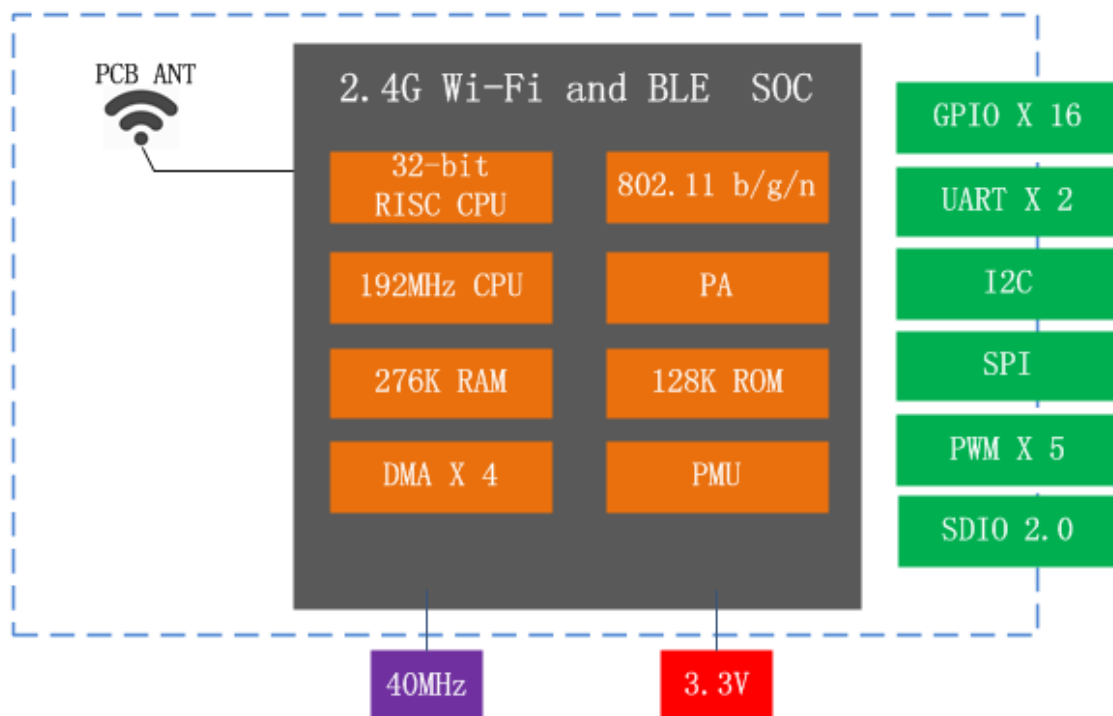 PCB ANT
2.4G Wi-Fi and BLE SOC
32-bit
RISC CPU
802.11 b/g/n
192MHz CPU
PA
276K RAM
128K ROM
DMA X 4
PMU
GPIO X 16
UART X 2
I2C
SPI
PWM X 5
SDIO 2.0
40MHz
3.3V